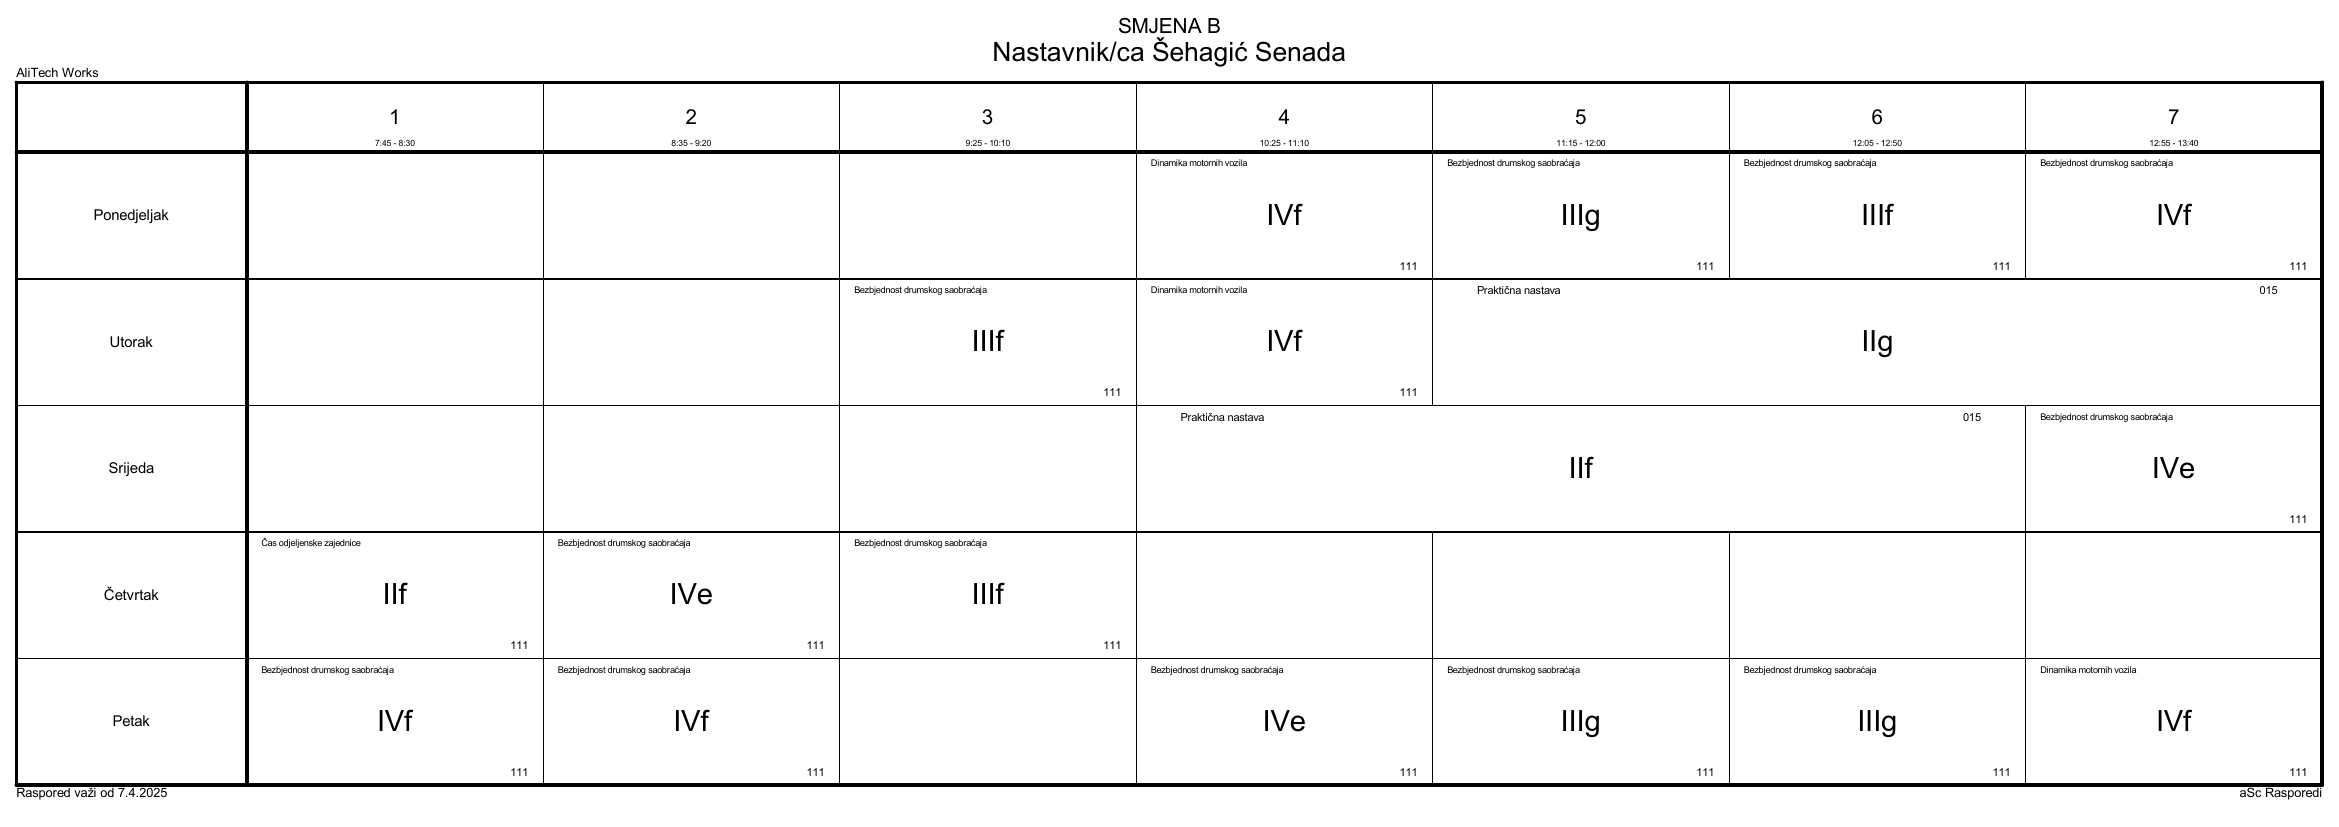 SMJENA B
Nastavnik/ca Šehagić Senada
AliTech Works
1 2 3 4 5 6 7
7:45 - 8:30 8:35 - 9:20 9:25 - 10:10 10:25 - 11:10 11:15 - 12:00 12:05 - 12:50 12:55 - 13:40
Dinamika motornih vozila Bezbjednost drumskog saobraćaja Bezbjednost drumskog saobraćaja Bezbjednost drumskog saobraćaja
Ponedjeljak IVf IIIg IIIf IVf
111 111 111 111
Bezbjednost drumskog saobraćaja Dinamika motornih vozila Praktična nastava 015
Utorak IIIf IVf IIg
111 111
Praktična nastava 015 Bezbjednost drumskog saobraćaja
Srijeda IIf IVe
111
Čas odjeljenske zajednice Bezbjednost drumskog saobraćaja Bezbjednost drumskog saobraćaja
Četvrtak IIf IVe IIIf
111 111 111
Bezbjednost drumskog saobraćaja Bezbjednost drumskog saobraćaja Bezbjednost drumskog saobraćaja Bezbjednost drumskog saobraćaja Bezbjednost drumskog saobraćaja Dinamika motornih vozila
Petak IVf IVf IVe IIIg IIIg IVf
111 111 111 111 111 111
Raspored važi od 7.4.2025 aSc Rasporedi